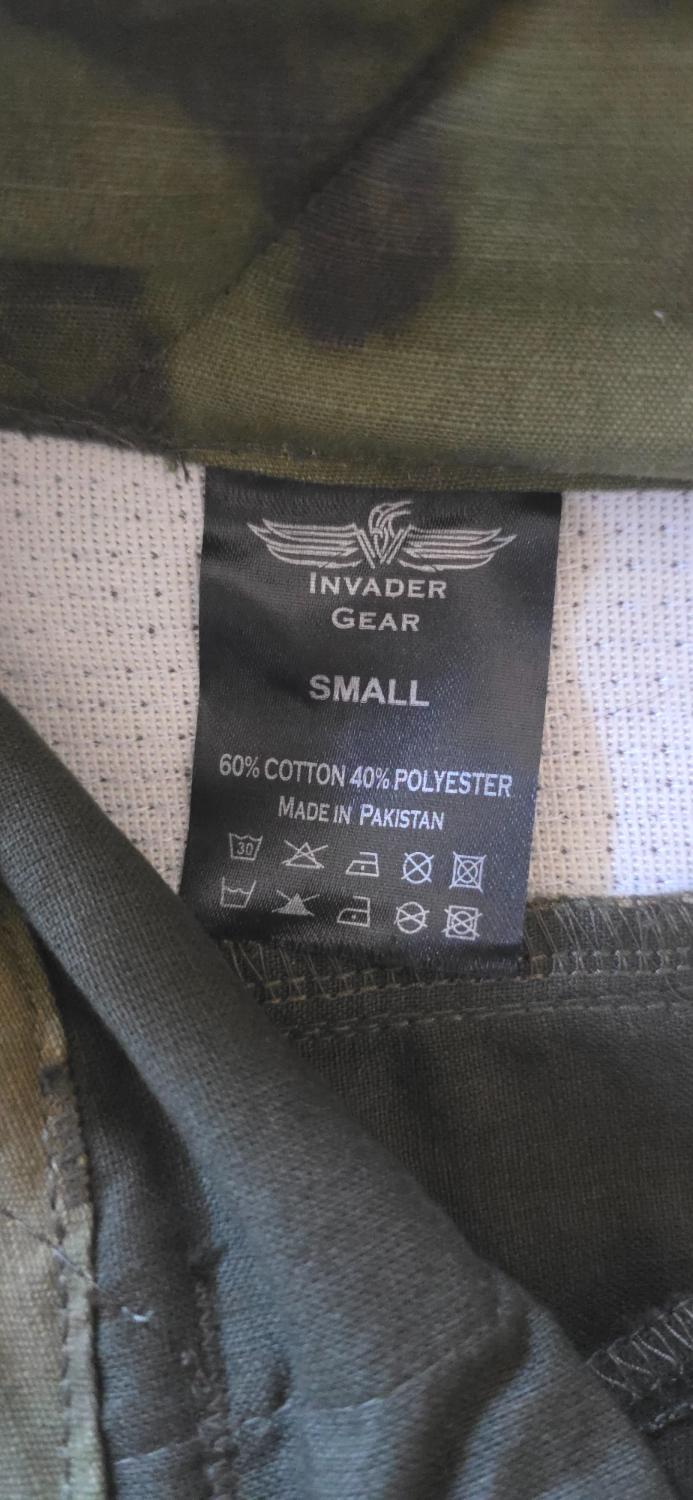 INVADER
GEAR
SMALL
60% COTTON 40% POLYESTER
MADE IN PAKISTAN
30